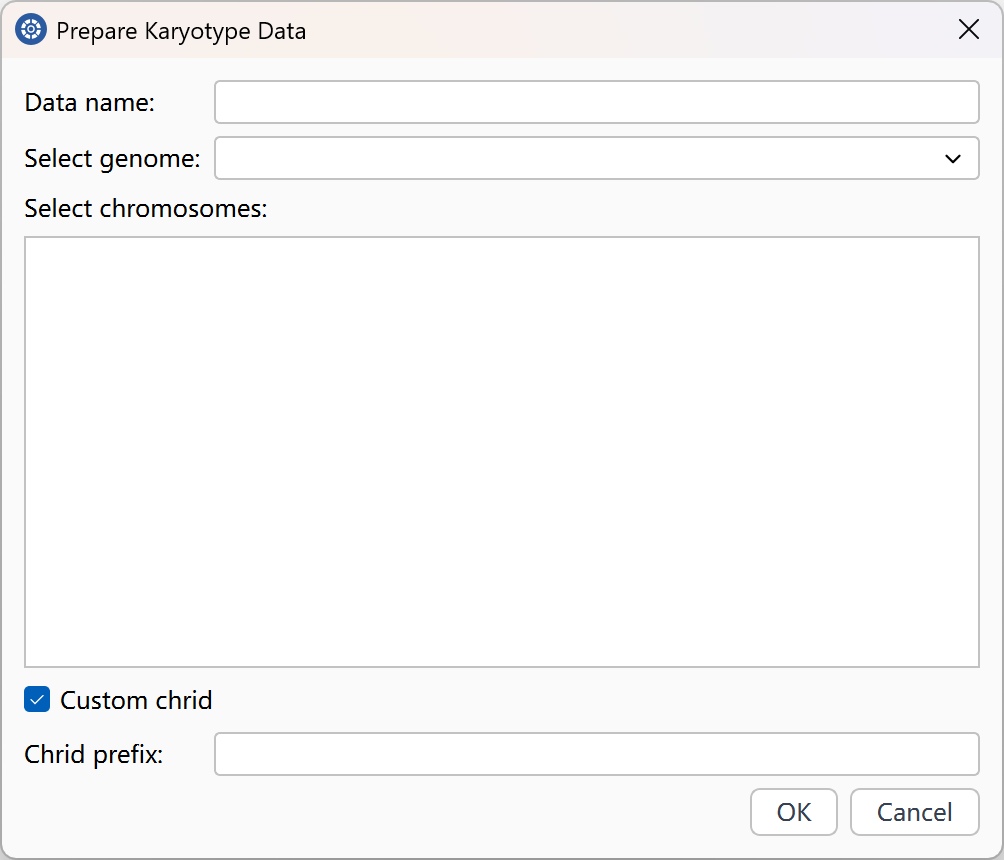 Prepare Karyotype Data
Data name:
Select genome:
Select chromosomes:
Custom chrid
Chrid prefix:
OK Cancel